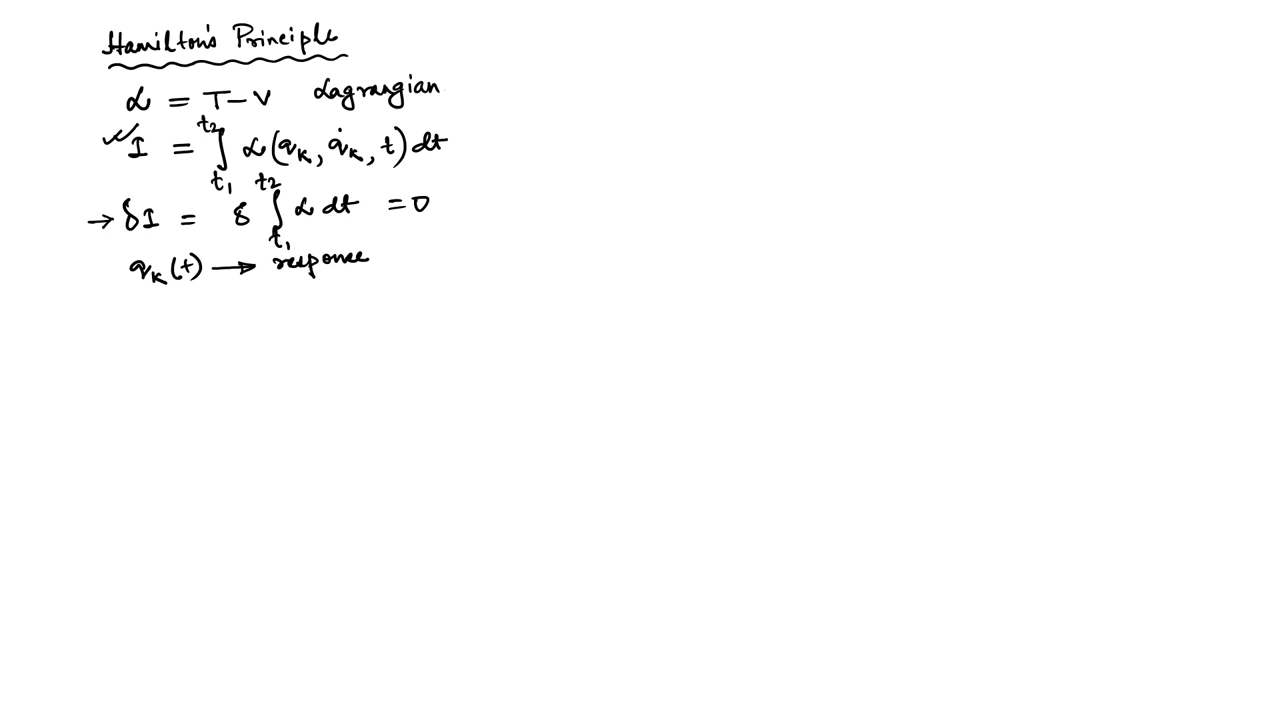 Hamilton's Principle
ℒ = T - V Lagrangian
I = ∫_{t₁}^{t₂} ℒ(q_k, q̇_k, t) dt
→ δI = δ ∫_{t₁}^{t₂} ℒ dt = 0
q_k(t) → response